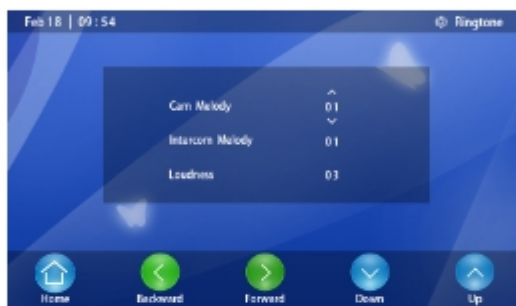 Feb 18 | 09:54 Ringtone
Cam Melody 01
Intercom Melody 01
Loudness 03
Home Backward Forward Down Up